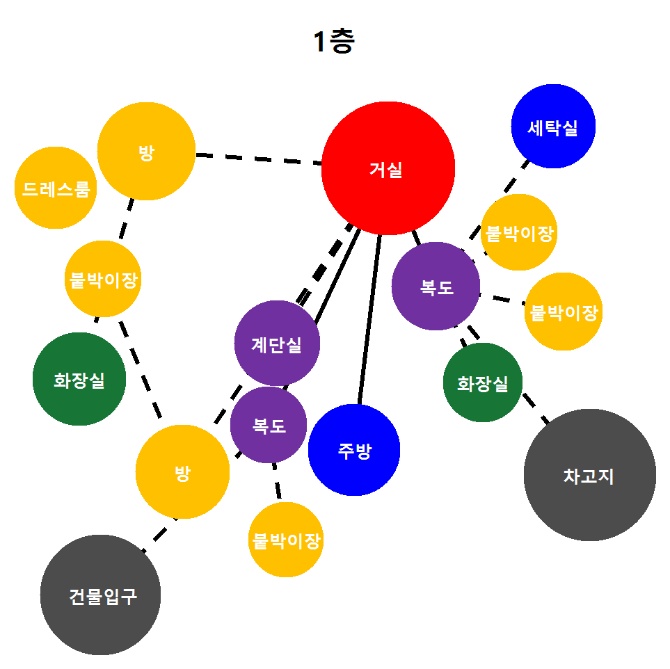 1층
세탁실
방
거실
드레스룸
붙박이장
붙박이장
복도
붙박이장
계단실
화장실
화장실
복도
주방
방
차고지
붙박이장
건물입구